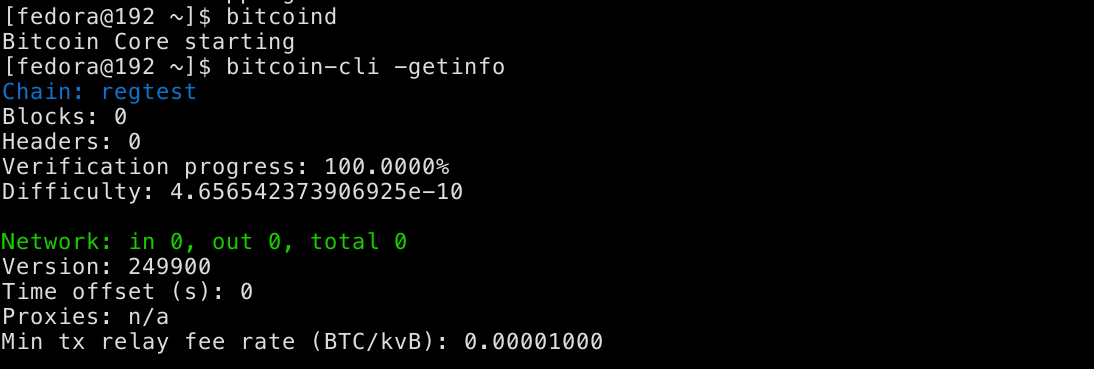 [fedora@192 ~]$ bitcoind
Bitcoin Core starting
[fedora@192 ~]$ bitcoin-cli -getinfo
Chain: regtest
Blocks: 0
Headers: 0
Verification progress: 100.0000%
Difficulty: 4.656542373906925e-10
Network: in 0, out 0, total 0
Version: 249900
Time offset (s): 0
Proxies: n/a
Min tx relay fee rate (BTC/kvB): 0.00001000